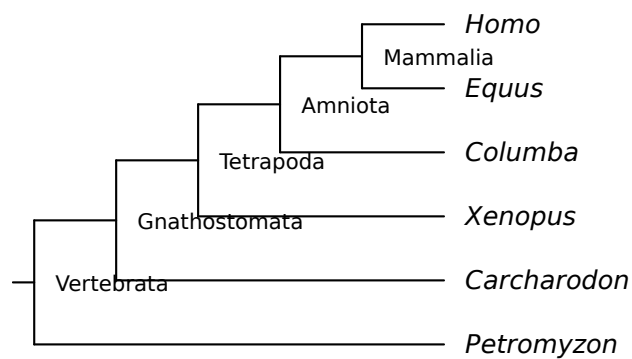 Homo
Mammalia
Equus
Amniota
Columba
Tetrapoda
Xenopus
Gnathostomata
Carcharodon
Vertebrata
Petromyzon